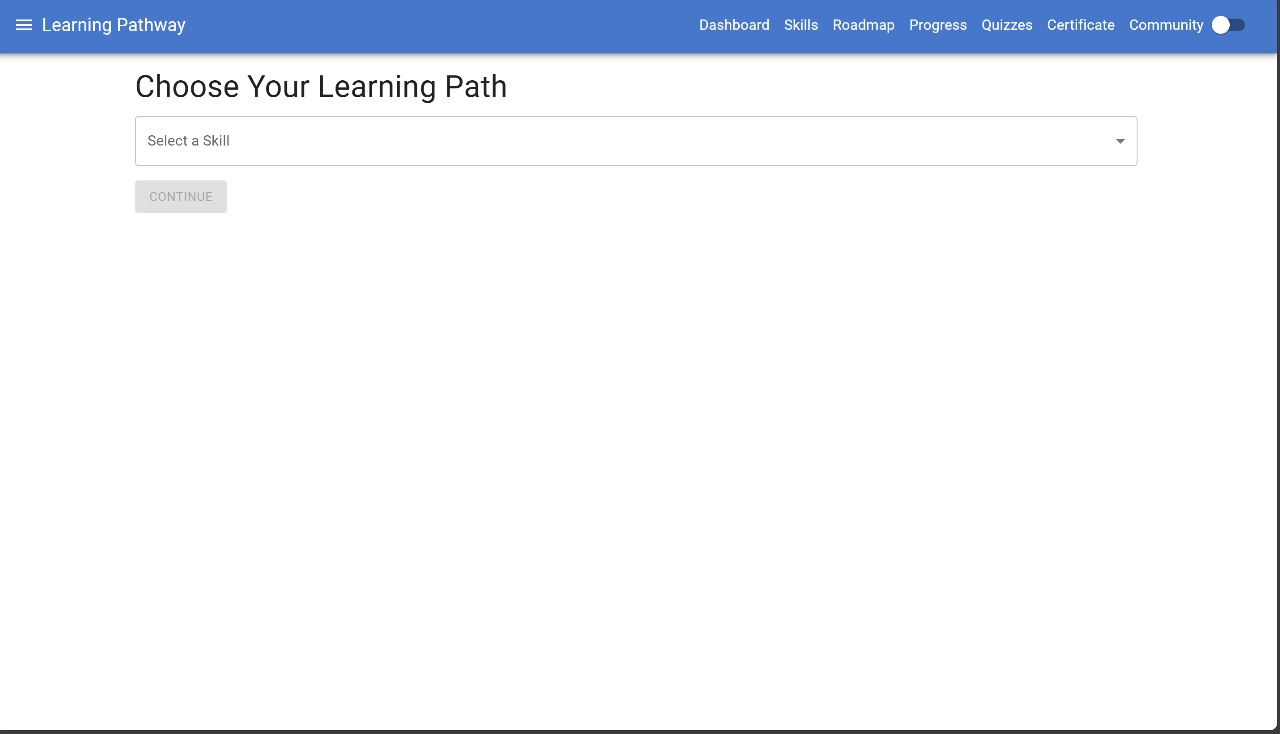 Learning Pathway Dashboard Skills Roadmap Progress Quizzes Certificate Community
Choose Your Learning Path
Select a Skill
CONTINUE